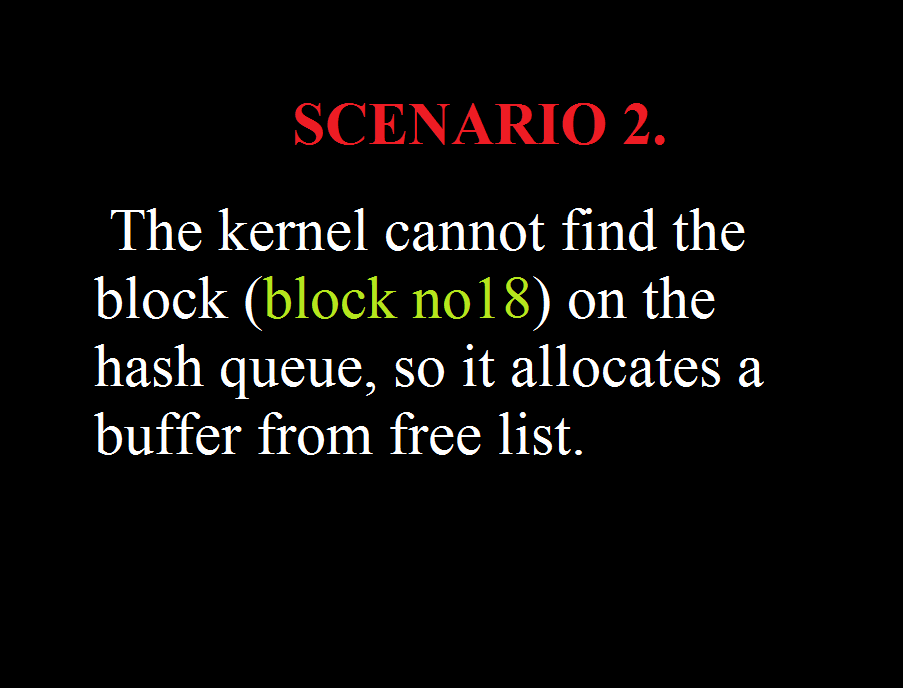 SCENARIO 2.
The kernel cannot find the
block (block no18) on the
hash queue, so it allocates a
buffer from free list.